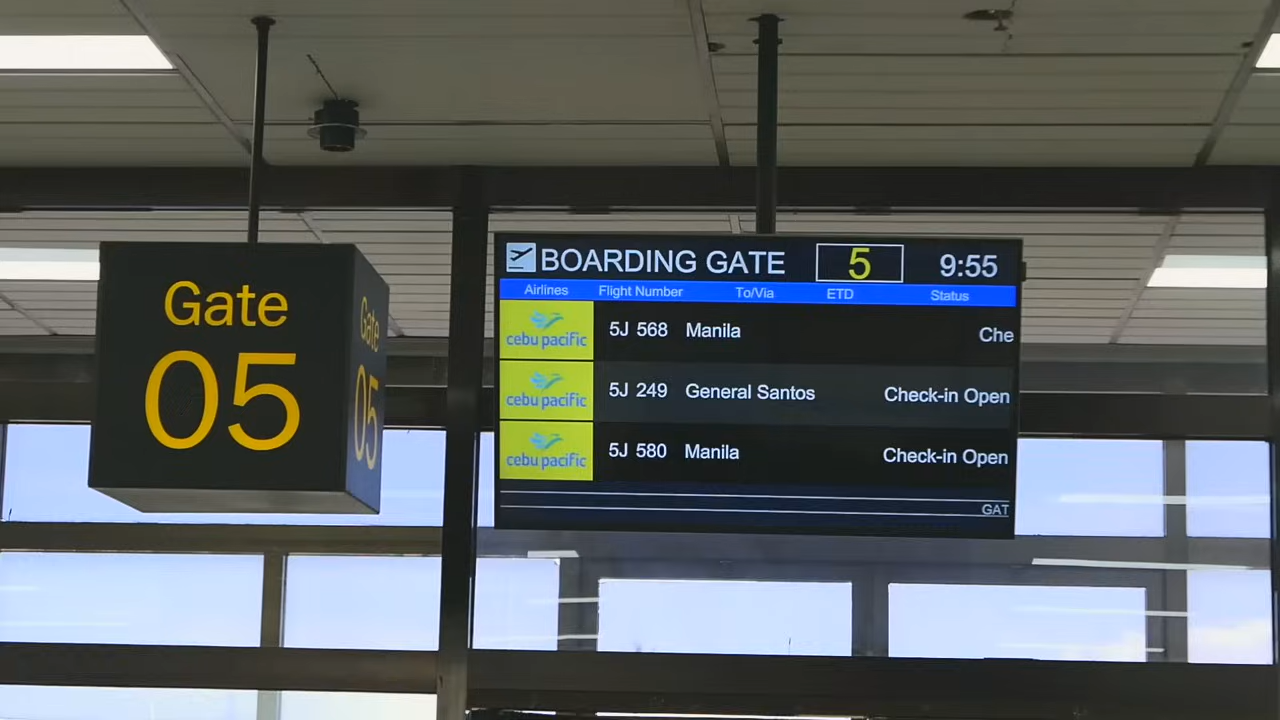 Gate
05
Gate
05
BOARDING GATE 5 9:55
Airlines Flight Number To/Via ETD Status
cebu pacific 5J 568 Manila Che
cebu pacific 5J 249 General Santos Check-in Open
cebu pacific 5J 580 Manila Check-in Open
GAT